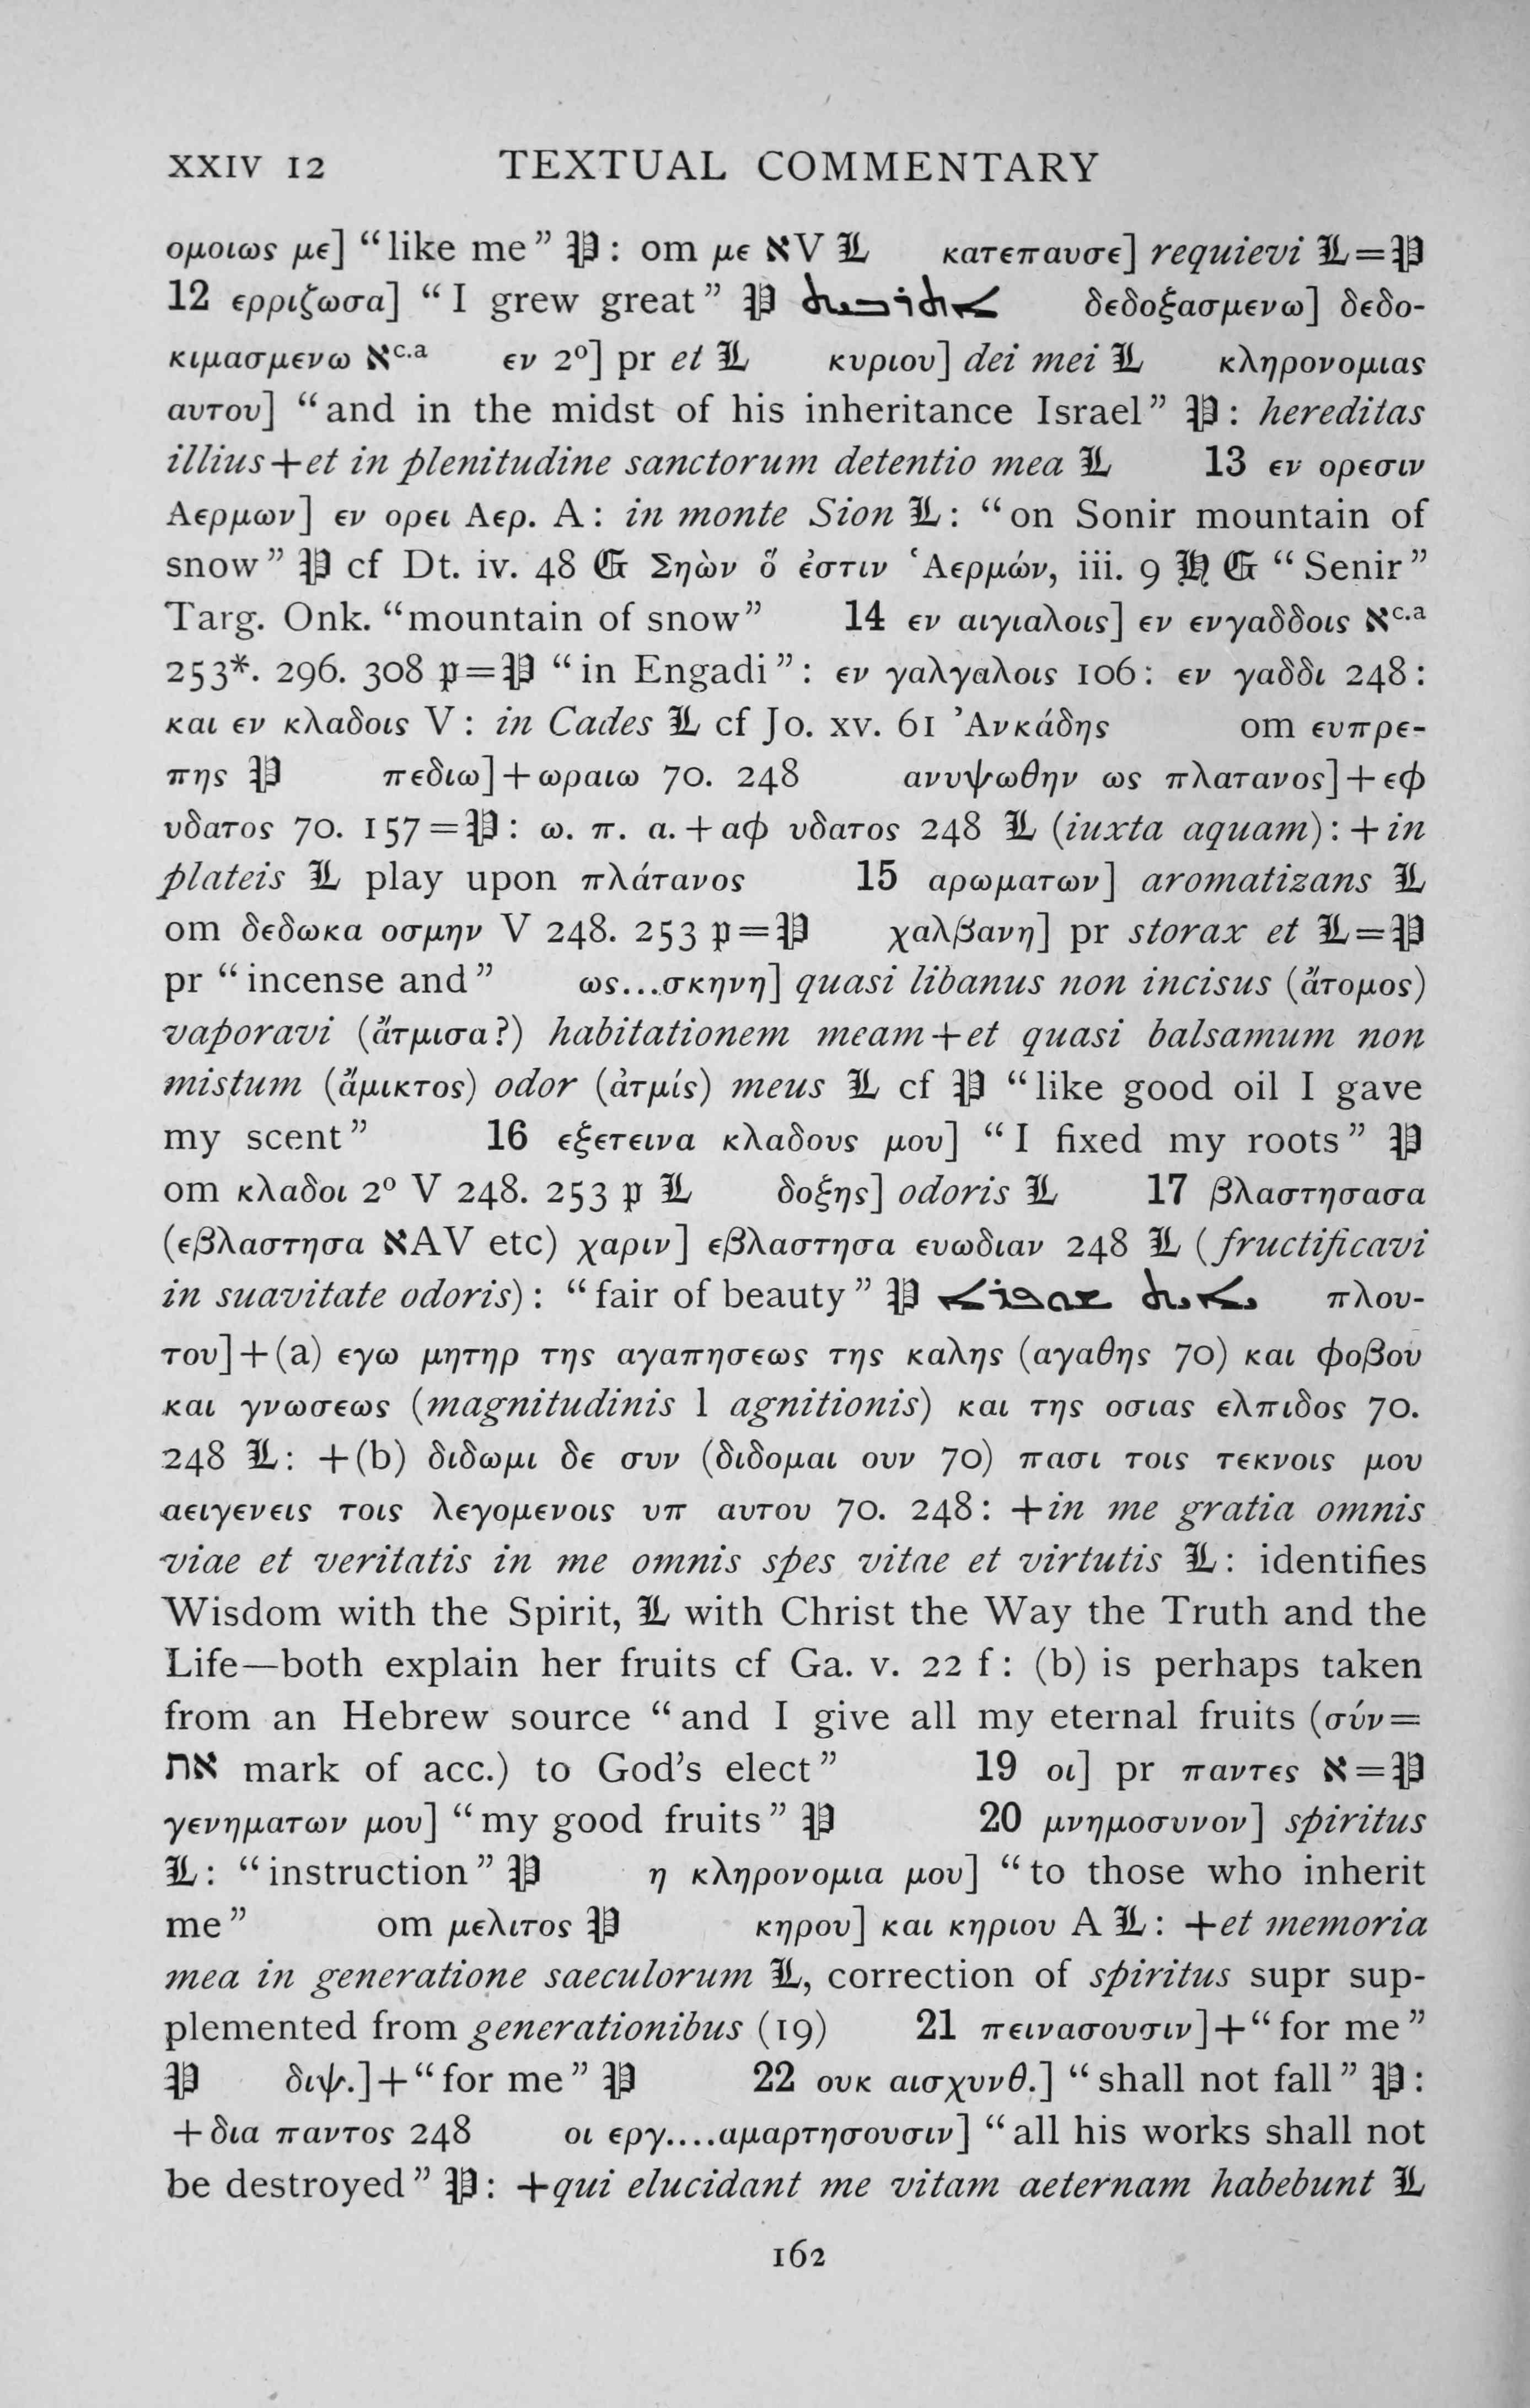 XXIV 12 TEXTUAL COMMENTARY
ομοιως με] “like me” 𝔓 : om με ℵV 𝕷 κατεπαυσε] requievi 𝕷=𝔓
12 ερριζωσα] “I grew great” 𝔓 ܐܬܪܒܝܬ δεδοξασμενω] δεδο-
κιμασμενω ℵc.a εν 2o] pr et 𝕷 κυριου] dei mei 𝕷 κληρονομιας
αυτου] “and in the midst of his inheritance Israel” 𝔓: hereditas
illius+et in plenitudine sanctorum detentio mea 𝕷 13 εν ορεσιν
Αερμων] εν ορει Αερ. A: in monte Sion 𝕷: “on Sonir mountain of
snow” 𝔓 cf Dt. iv. 48 𝔊 Σηὼν ὅ ἐστιν ‘Αερμών, iii. 9 𝕳 𝔊 “Senir”
Targ. Onk. “mountain of snow” 14 εν αιγιαλοις] εν ενγαδδοις ℵc.a
253*. 296. 308 𝔭=𝔓 “in Engadi”: εν γαλγαλοις 106: εν γαδδι 248:
και εν κλαδοις V: in Cades 𝕷 cf Jo. xv. 61 ’Ανκάδης om ευπρε-
πης 𝔓 πεδιω]+ωραιω 70. 248 ανυψωθην ως πλατανος]+εφ
υδατος 70. 157=𝔓: ω. π. α.+αφ υδατος 248 𝕷 (iuxta aquam): +in
plateis 𝕷 play upon πλάτανος 15 αρωματων] aromatizans 𝕷
om δεδωκα οσμην V 248. 253 𝔭=𝔓 χαλβανη] pr storax et 𝕷=𝔓
pr “incense and” ως...σκηνη] quasi libanus non incisus (ἄτομος)
vaporavi (ἄτμισα?) habitationem meam+et quasi balsamum non
mistum (ἄμικτος) odor (ἀτμίς) meus 𝕷 cf 𝔓 “like good oil I gave
my scent” 16 εξετεινα κλαδους μου] “I fixed my roots” 𝔓
om κλαδοι 2o V 248. 253 𝔭 𝕷 δοξης] odoris 𝕷 17 βλαστησασα
(εβλαστησα ℵAV etc) χαριν] εβλαστησα ευωδιαν 248 𝕷 (fructificavi
in suavitate odoris): “fair of beauty” 𝔓 ܝܐܝܬ ܫܘܦܪܐ πλου-
του]+(a) εγω μητηρ της αγαπησεως της καλης (αγαθης 70) και φοβου
και γνωσεως (magnitudinis l agnitionis) και της οσιας ελπιδος 70.
248 𝕷: +(b) διδωμι δε συν (διδομαι ουν 70) πασι τοις τεκνοις μου
αειγενεις τοις λεγομενοις υπ αυτου 70. 248: +in me gratia omnis
viae et veritatis in me omnis spes vitae et virtutis 𝕷: identifies
Wisdom with the Spirit, 𝕷 with Christ the Way the Truth and the
Life—both explain her fruits cf Ga. v. 22 f: (b) is perhaps taken
from an Hebrew source “and I give all my eternal fruits (σύν=
את mark of acc.) to God’s elect” 19 οι] pr παντες ℵ=𝔓
γενηματων μου] “my good fruits” 𝔓 20 μνημοσυνον] spiritus
𝕷: “instruction” 𝔓 η κληρονομια μου] “to those who inherit
me” om μελιτος 𝔓 κηρου] και κηριου A 𝕷: +et memoria
mea in generatione saeculorum 𝕷, correction of spiritus supr sup-
plemented from generationibus (19) 21 πεινασουσιν]+“for me”
𝔓 διψ.]+“for me” 𝔓 22 ουκ αισχυνθ.] “shall not fall” 𝔓:
+δια παντος 248 οι εργ....αμαρτησουσιν] “all his works shall not
be destroyed” 𝔓: +qui elucidant me vitam aeternam habebunt 𝕷
162